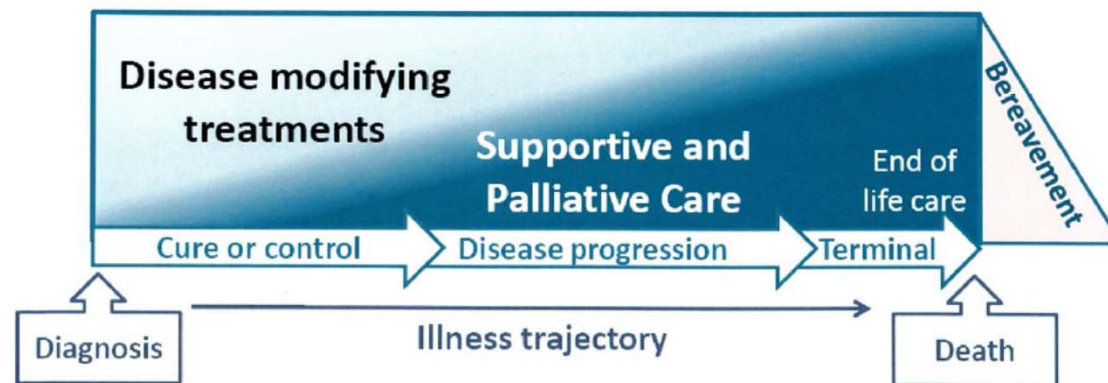 Disease modifying
treatments
Supportive and
Palliative Care
End of
life care
Bereavement
Cure or control
Disease progression
Terminal
Illness trajectory
Diagnosis
Death